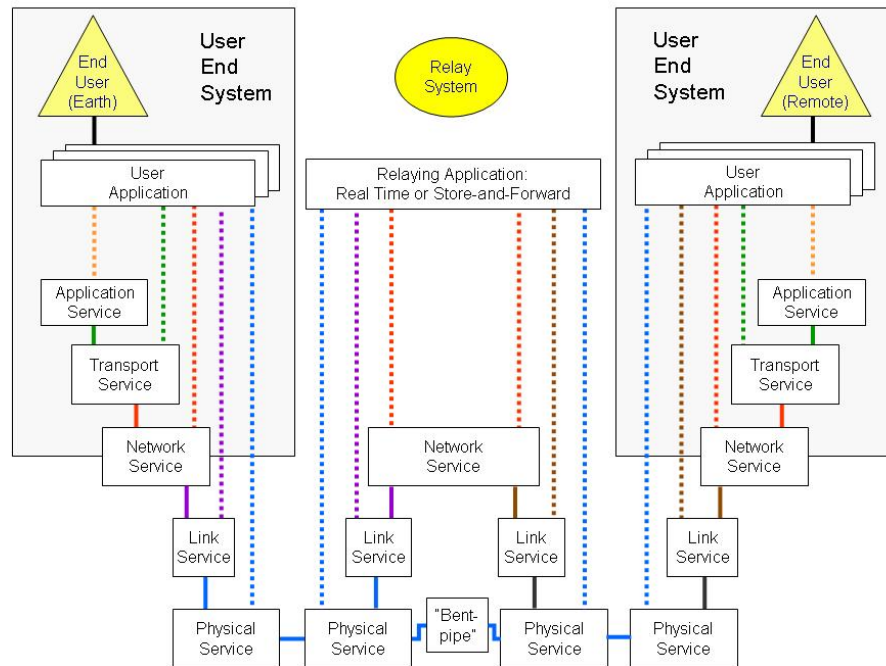 End
User
(Earth)
User
End
System
Relay
System
User
End
System
End
User
(Remote)
User
Application
Relaying Application:
Real Time or Store-and-Forward
User
Application
Application
Service
Application
Service
Transport
Service
Transport
Service
Network
Service
Network
Service
Network
Service
Link
Service
Link
Service
Link
Service
Link
Service
Physical
Service
Physical
Service
"Bent-
pipe"
Physical
Service
Physical
Service